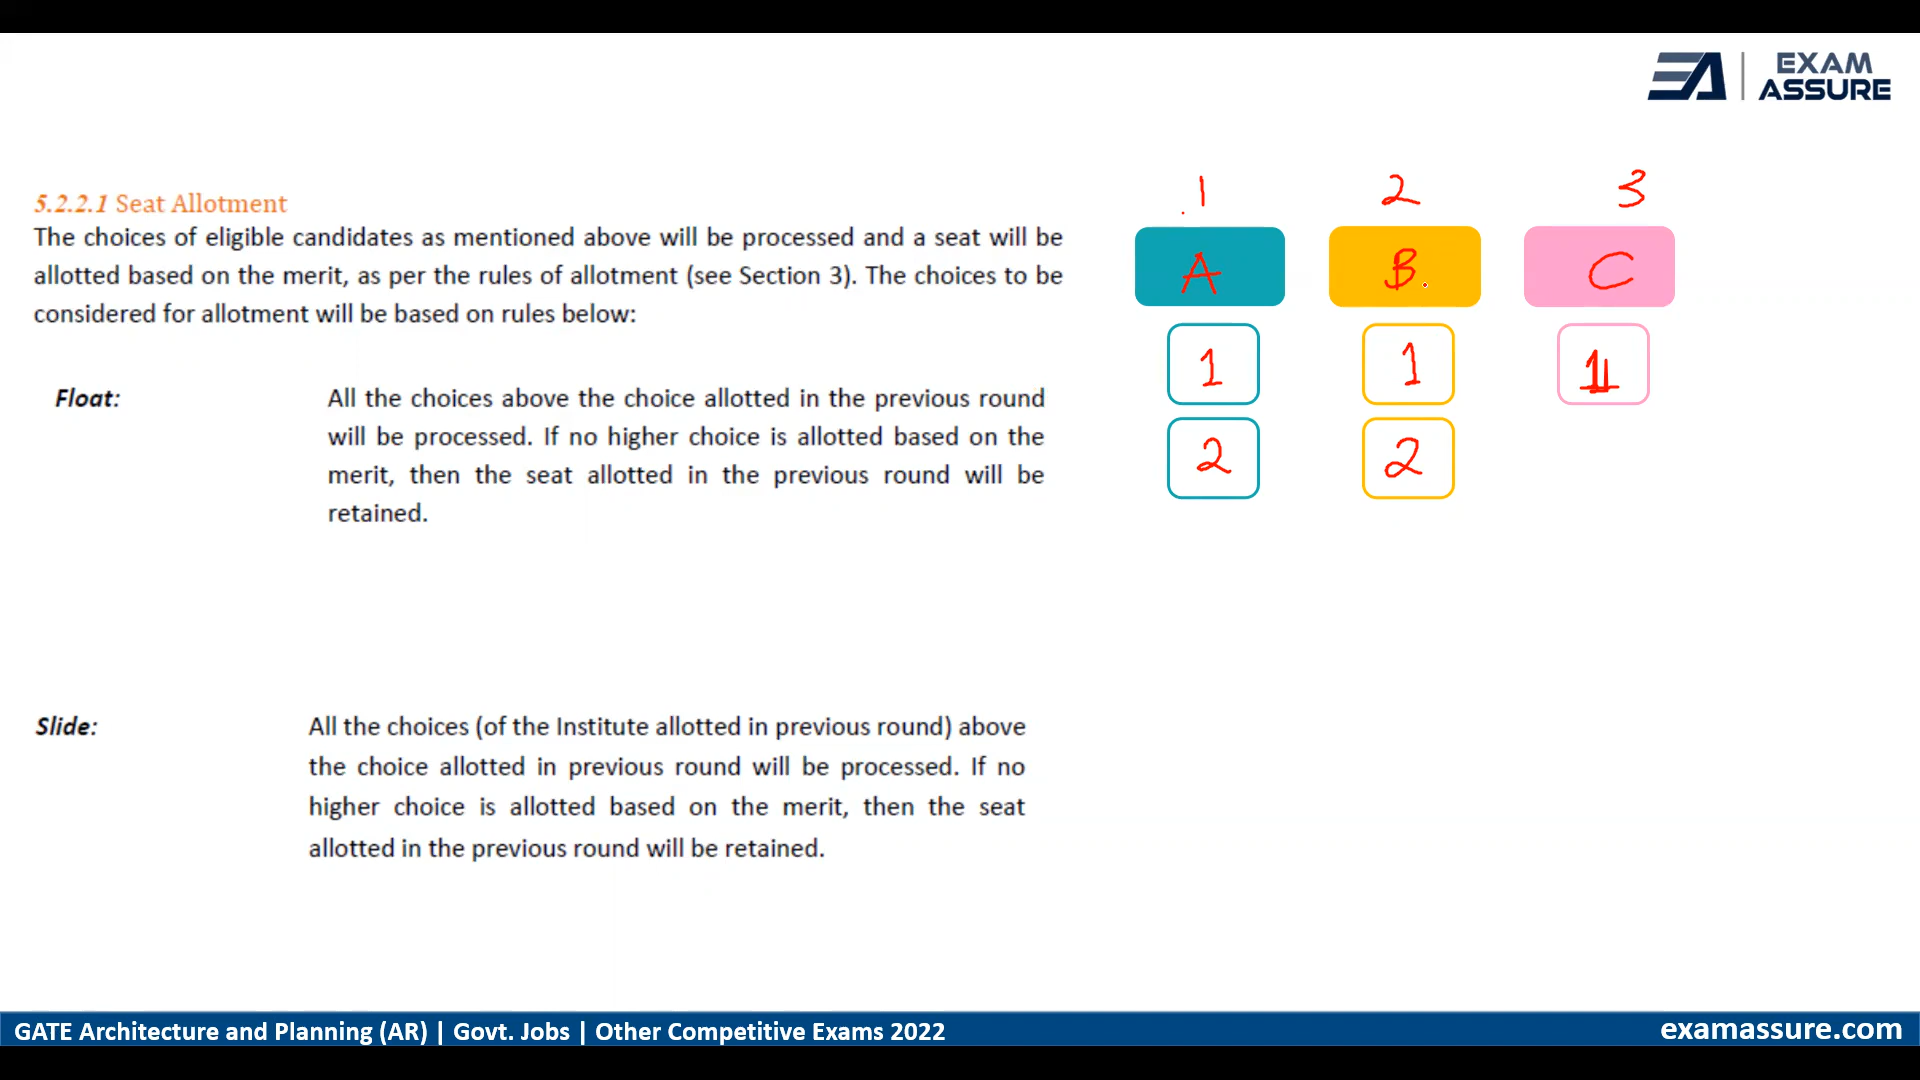 EXAM
ASSURE
5.2.2.1 Seat Allotment
The choices of eligible candidates as mentioned above will be processed and a seat will be
allotted based on the merit, as per the rules of allotment (see Section 3). The choices to be
considered for allotment will be based on rules below:
Float: All the choices above the choice allotted in the previous round
will be processed. If no higher choice is allotted based on the
merit, then the seat allotted in the previous round will be
retained.
Slide: All the choices (of the Institute allotted in previous round) above
the choice allotted in previous round will be processed. If no
higher choice is allotted based on the merit, then the seat
allotted in the previous round will be retained.
1 2 3
A B C
1 1 1
2 2
GATE Architecture and Planning (AR) | Govt. Jobs | Other Competitive Exams 2022
examassure.com